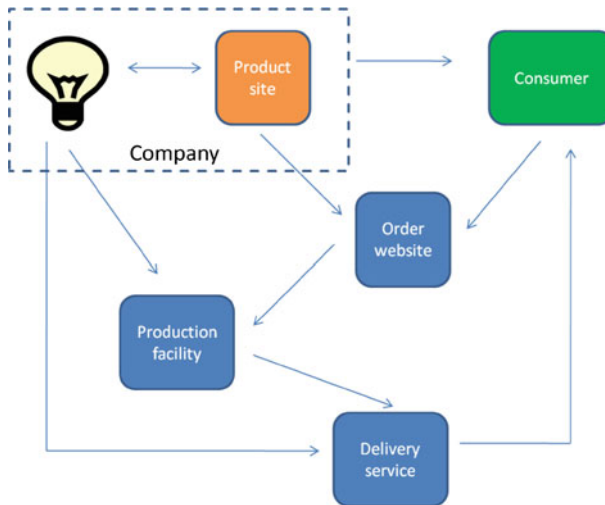 Product
site
Consumer
Company
Order
website
Production
facility
Delivery
service